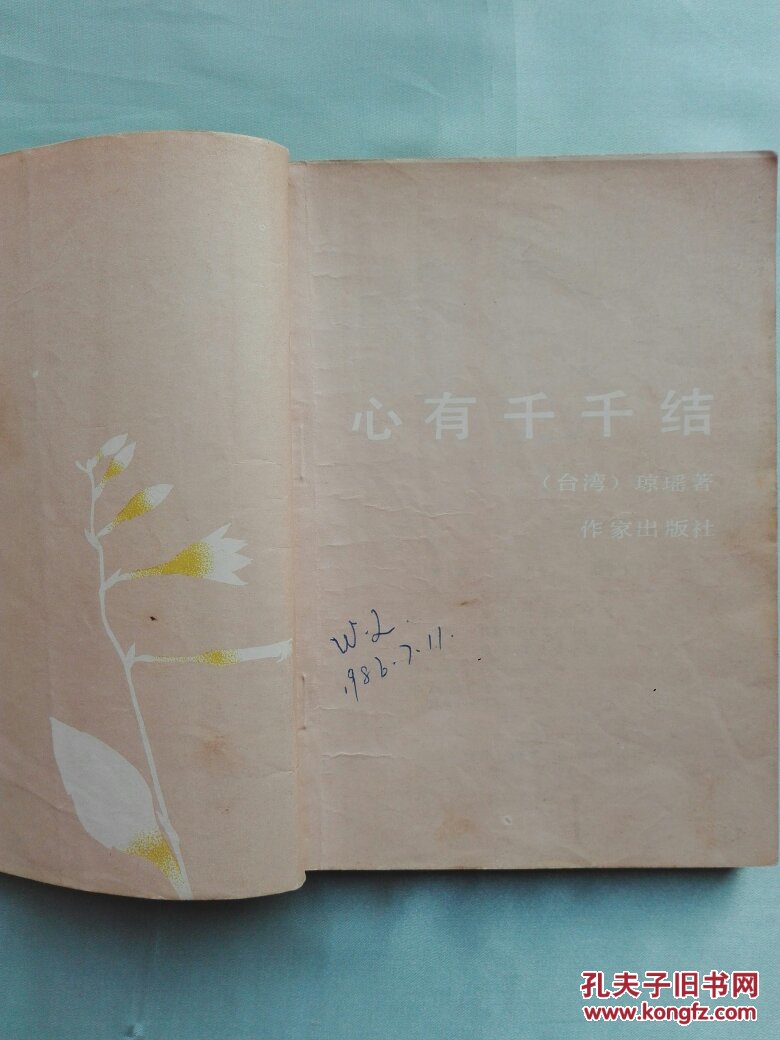 心有千千结
（台湾）琼瑶著
作家出版社
W.L.
1986.7.11.
孔夫子旧书网
www.kongfz.com